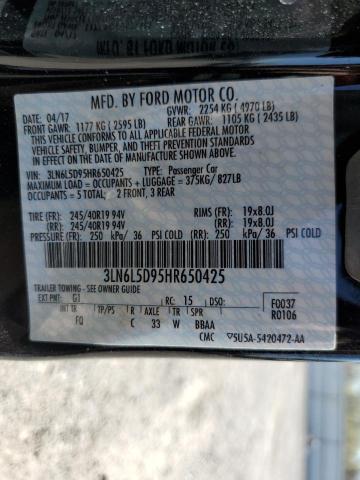 MFD. BY FORD MOTOR CO.
DATE: 04/17 GVWR: 2254 KG ( 4970 LB)
FRONT GAWR: 1177 KG ( 2595 LB) REAR GAWR: 1105 KG ( 2435 LB)
THIS VEHICLE CONFORMS TO ALL APPLICABLE FEDERAL MOTOR VEHICLE SAFETY, BUMPER, AND THEFT PREVENTION STANDARDS IN EFFECT ON THE DATE OF MANUFACTURE SHOWN ABOVE.
VIN: 3LN6L5D95HR650425 TYPE: Passenger Car
MAXIMUM LOAD = OCCUPANTS + LUGGAGE = 375KG/ 827LB
OCCUPANTS = 5 TOTAL: 2 FRONT, 3 REAR
TIRE (FR): 245/40R19 94V RIMS (FR): 19x8.0J
(RR): 245/40R19 94V (RR): 19x8.0J
PRESSURE (FR): 250 kPa/ 36 PSI COLD (RR): 250 kPa/ 36 PSI COLD
3LN6L5D95HR650425
TRAILER TOWING - SEE OWNER GUIDE
EXT PNT: G1 RC: 15 F0037
INT TR TP/PS R AXLE TR SPR R0106
FQ C 33 W BBAA
CMC 5U5A-5420472-AA